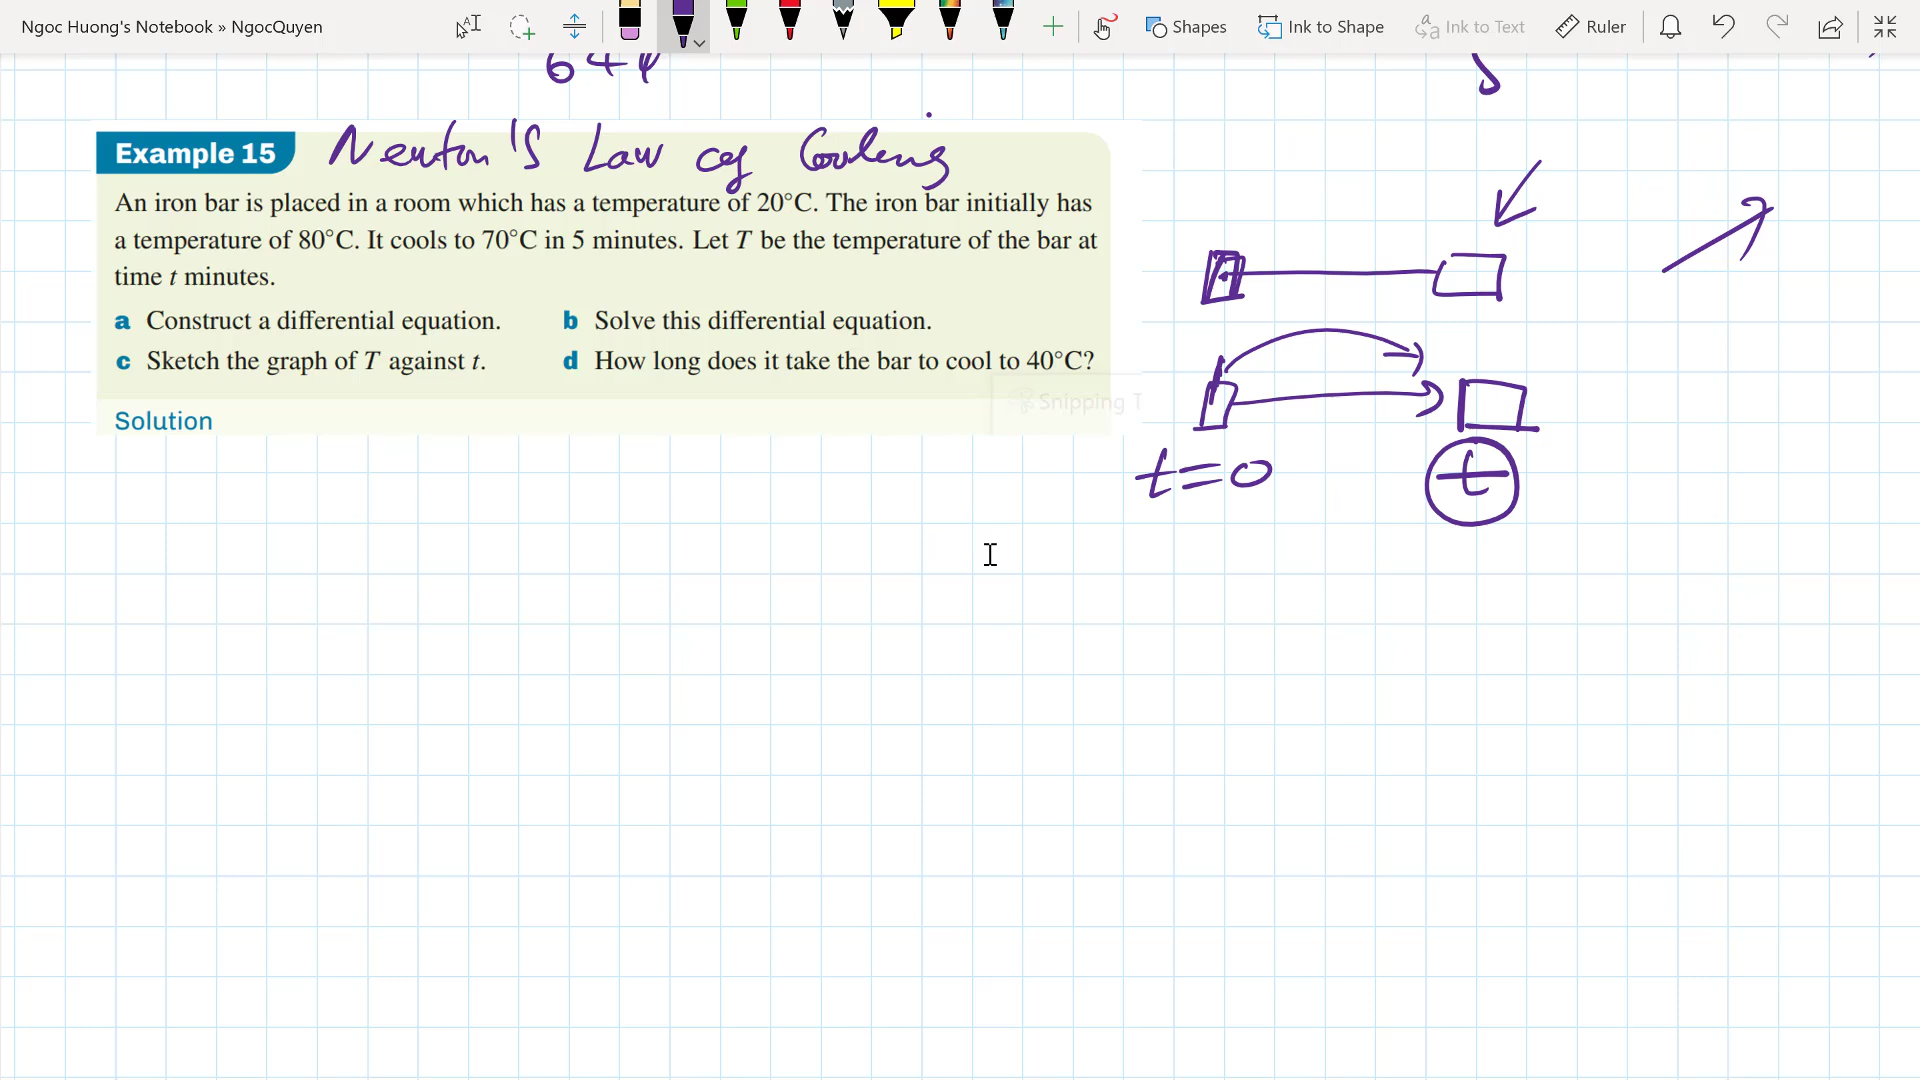 Ngoc Huong's Notebook » NgocQuyen
Shapes
Ink to Shape
Ink to Text
Ruler
644
Example 15 Newton's Law of Cooling
An iron bar is placed in a room which has a temperature of 20°C. The iron bar initially has
a temperature of 80°C. It cools to 70°C in 5 minutes. Let T be the temperature of the bar at
time t minutes.
a Construct a differential equation. b Solve this differential equation.
c Sketch the graph of T against t. d How long does it take the bar to cool to 40°C?
Snipping T
Solution
t=0
t